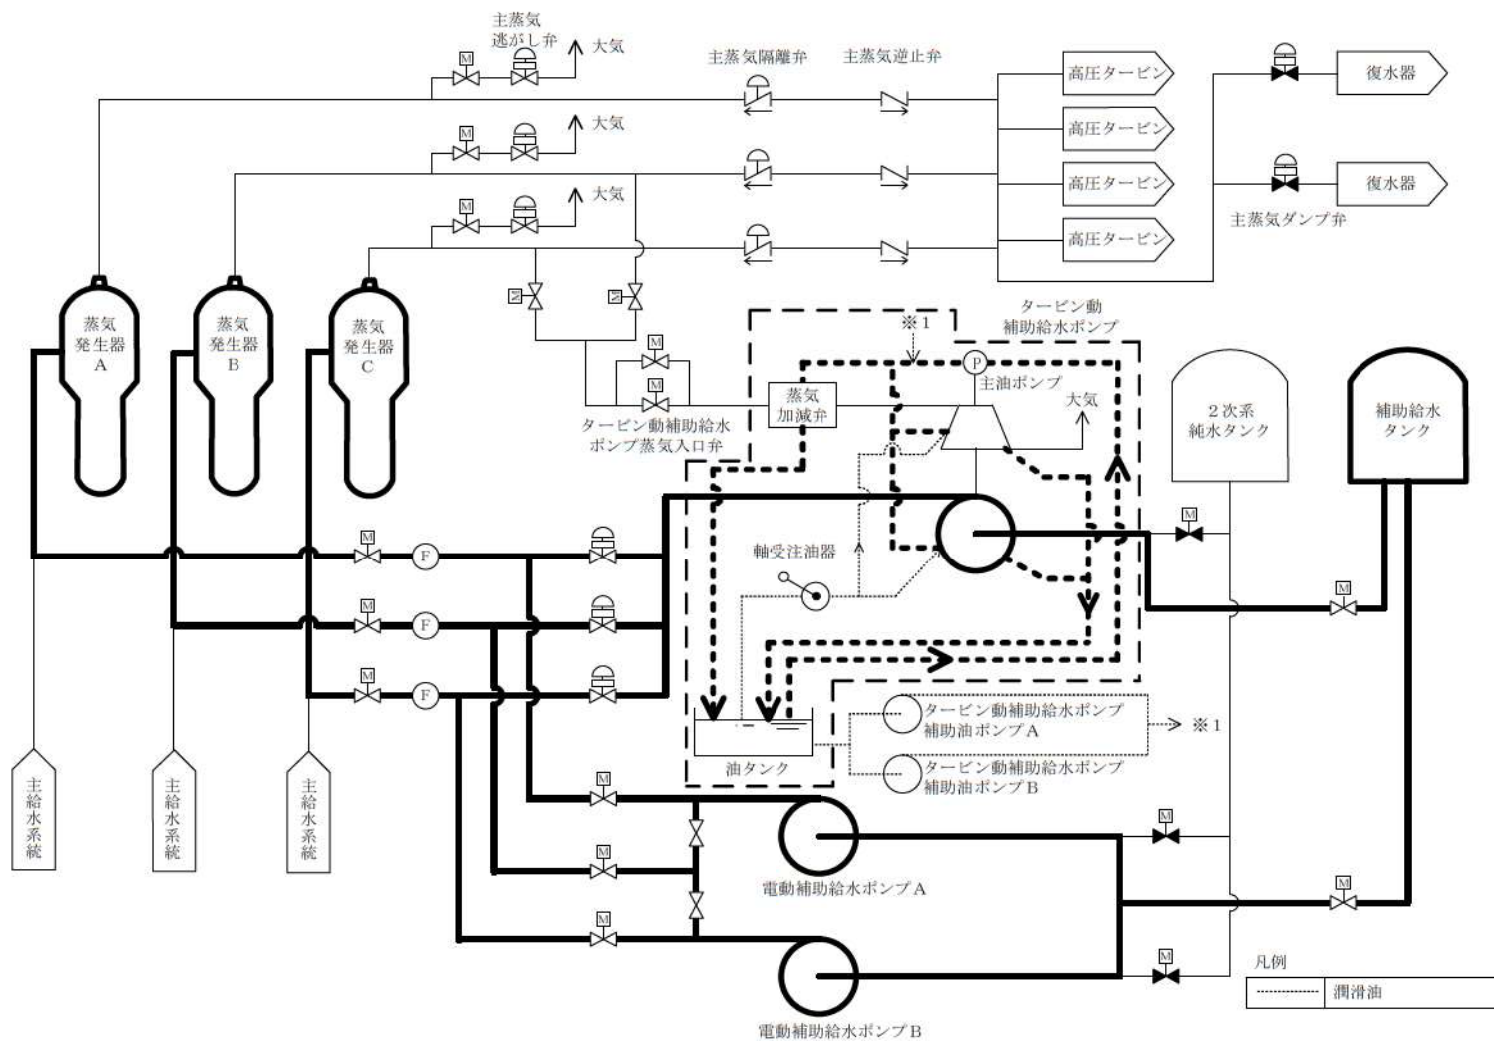 主蒸気
逃がし弁
大気
M
主蒸気隔離弁
主蒸気逆止弁
高圧タービン
復水器
高圧タービン
M
大気
高圧タービン
復水器
M
大気
主蒸気ダンプ弁
高圧タービン
M
M
タービン動
補助給水ポンプ
※1
蒸気
発生器
A
蒸気
発生器
B
蒸気
発生器
C
M
M
P
主油ポンプ
蒸気
加減弁
大気
タービン動補助給水
ポンプ蒸気入口弁
2次系
純水タンク
補助給水
タンク
M
M
F
軸受注油器
M
M
F
M
F
タービン動補助給水ポンプ
補助油ポンプA
※1
油タンク
タービン動補助給水ポンプ
補助油ポンプB
主給水系統
主給水系統
主給水系統
M
M
M
電動補助給水ポンプA
M
M
M
電動補助給水ポンプB
凡例
潤滑油